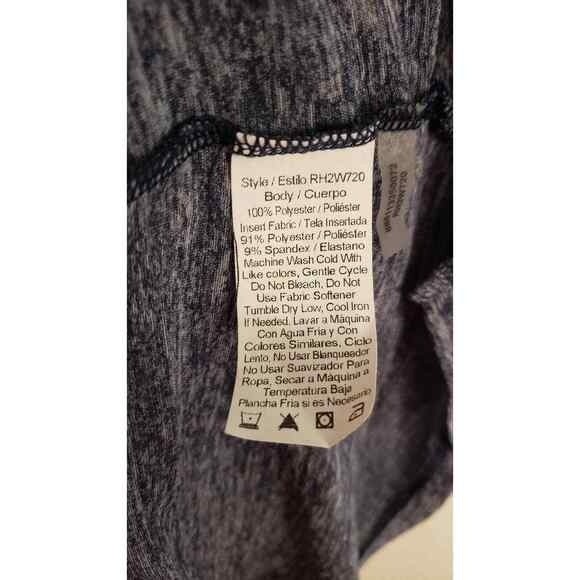 Style / Estilo RH2W720
Body / Cuerpo
100% Polyester / Poliéster
Insert Fabric / Tela Insertada
91% Polyester / Poliéster
9% Spandex / Elastano
Machine Wash Cold With
Like colors, Gentle Cycle
Do Not Bleach, Do Not
Use Fabric Softener
Tumble Dry Low, Cool Iron
If Needed. Lavar a Máquina
Con Agua Fria y Con
Colores Similares, Ciclo
Lento, No Usar Blanqueador
No Usar Suavizador Para
Ropa, Secar a Máquina a
Temperatura Baja
Plancha Fria si es Necesario